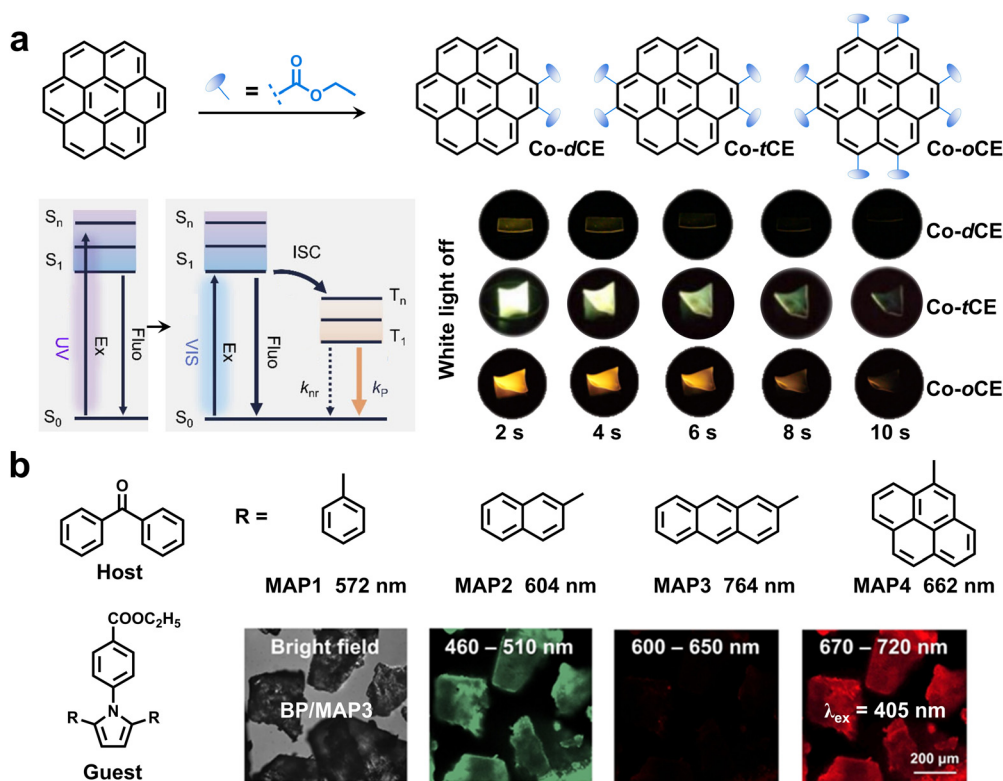 a
=
O
O
Co-dCE
Co-tCE
Co-oCE
Sn
S1
S0
UV
Ex
Fluo
Sn
S1
S0
VIS
Ex
Fluo
ISC
Tn
T1
knr
kP
White light off
Co-dCE
Co-tCE
Co-oCE
2 s
4 s
6 s
8 s
10 s
b
O
Host
R =
MAP1 572 nm
MAP2 604 nm
MAP3 764 nm
MAP4 662 nm
COOC2H5
N
R
R
Guest
Bright field
BP/MAP3
460 – 510 nm
600 – 650 nm
670 – 720 nm
λex = 405 nm
200 μm